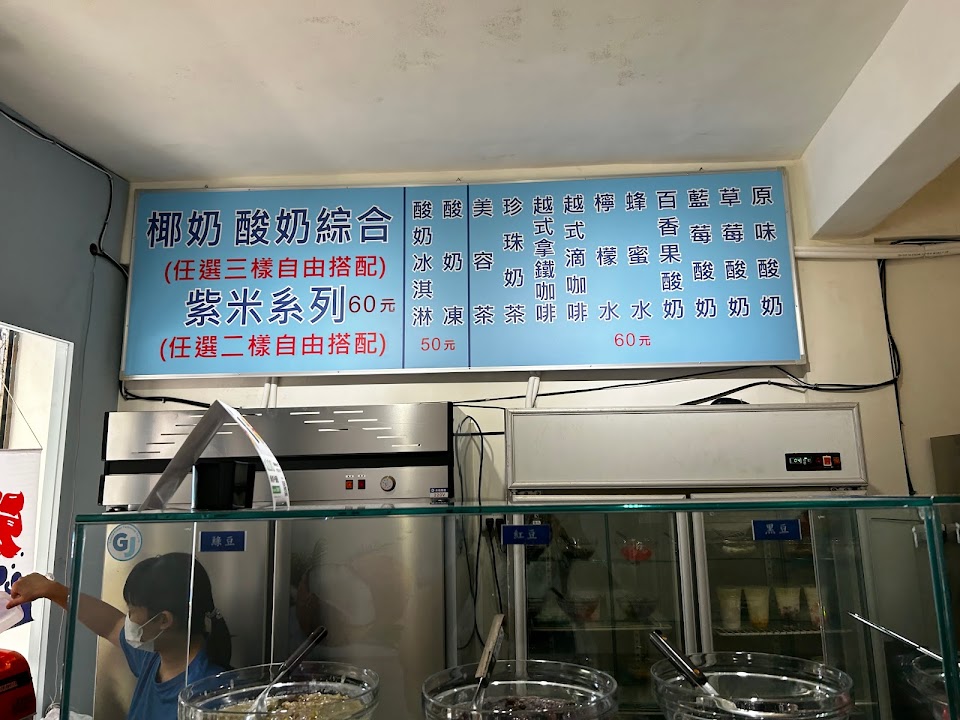 椰奶 酸奶綜合
(任選三樣自由搭配)
紫米系列60元
(任選二樣自由搭配)
酸奶冰淇淋
酸奶凍
50元
美容茶
珍珠奶茶
越式拿鐵咖啡
越式滴咖啡
檸檬水
蜂蜜水
百香果酸奶
藍莓酸奶
草莓酸奶
原味酸奶
60元
GJ
綠豆
紅豆
黑豆